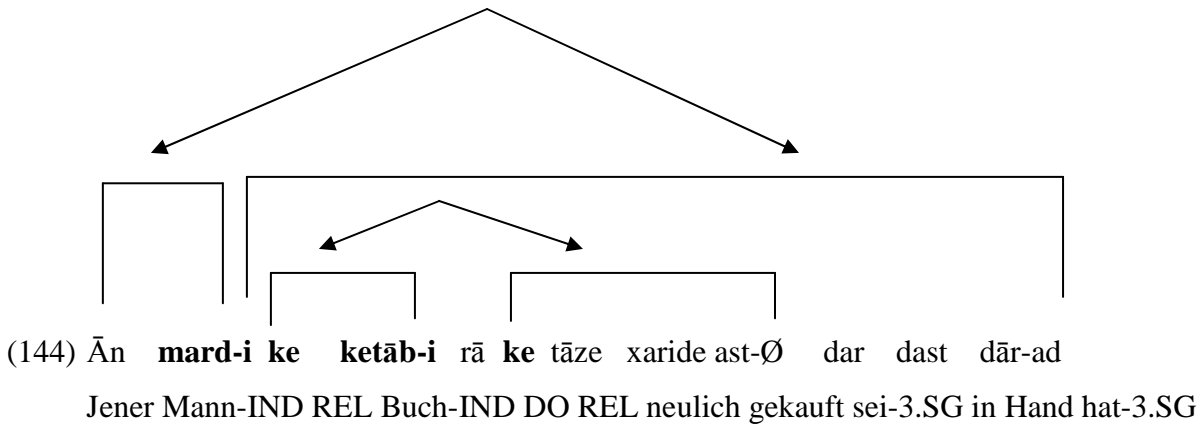 (144) Ān mard-i ke ketāb-i rā ke tāze xaride ast-Ø dar dast dār-ad
Jener Mann-IND REL Buch-IND DO REL neulich gekauft sei-3.SG in Hand hat-3.SG